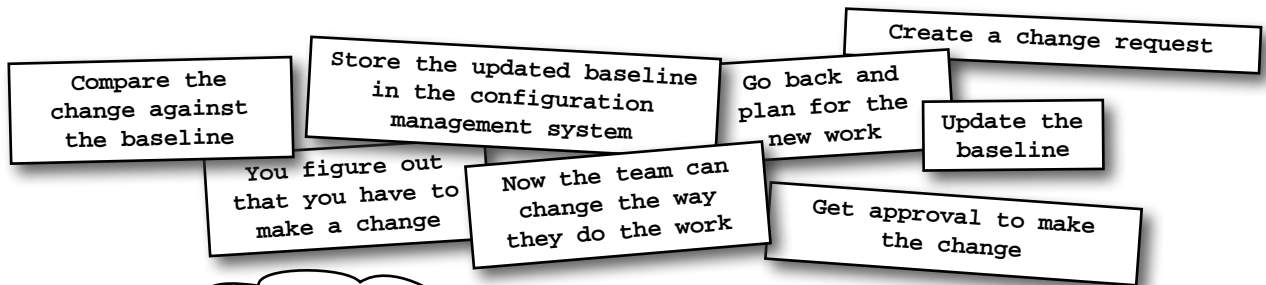 Create a change request
Compare the
change against
the baseline
Store the updated baseline
in the configuration
management system
Go back and
plan for the
new work
Update the
baseline
You figure out
that you have to
make a change
Now the team can
change the way
they do the work
Get approval to make
the change